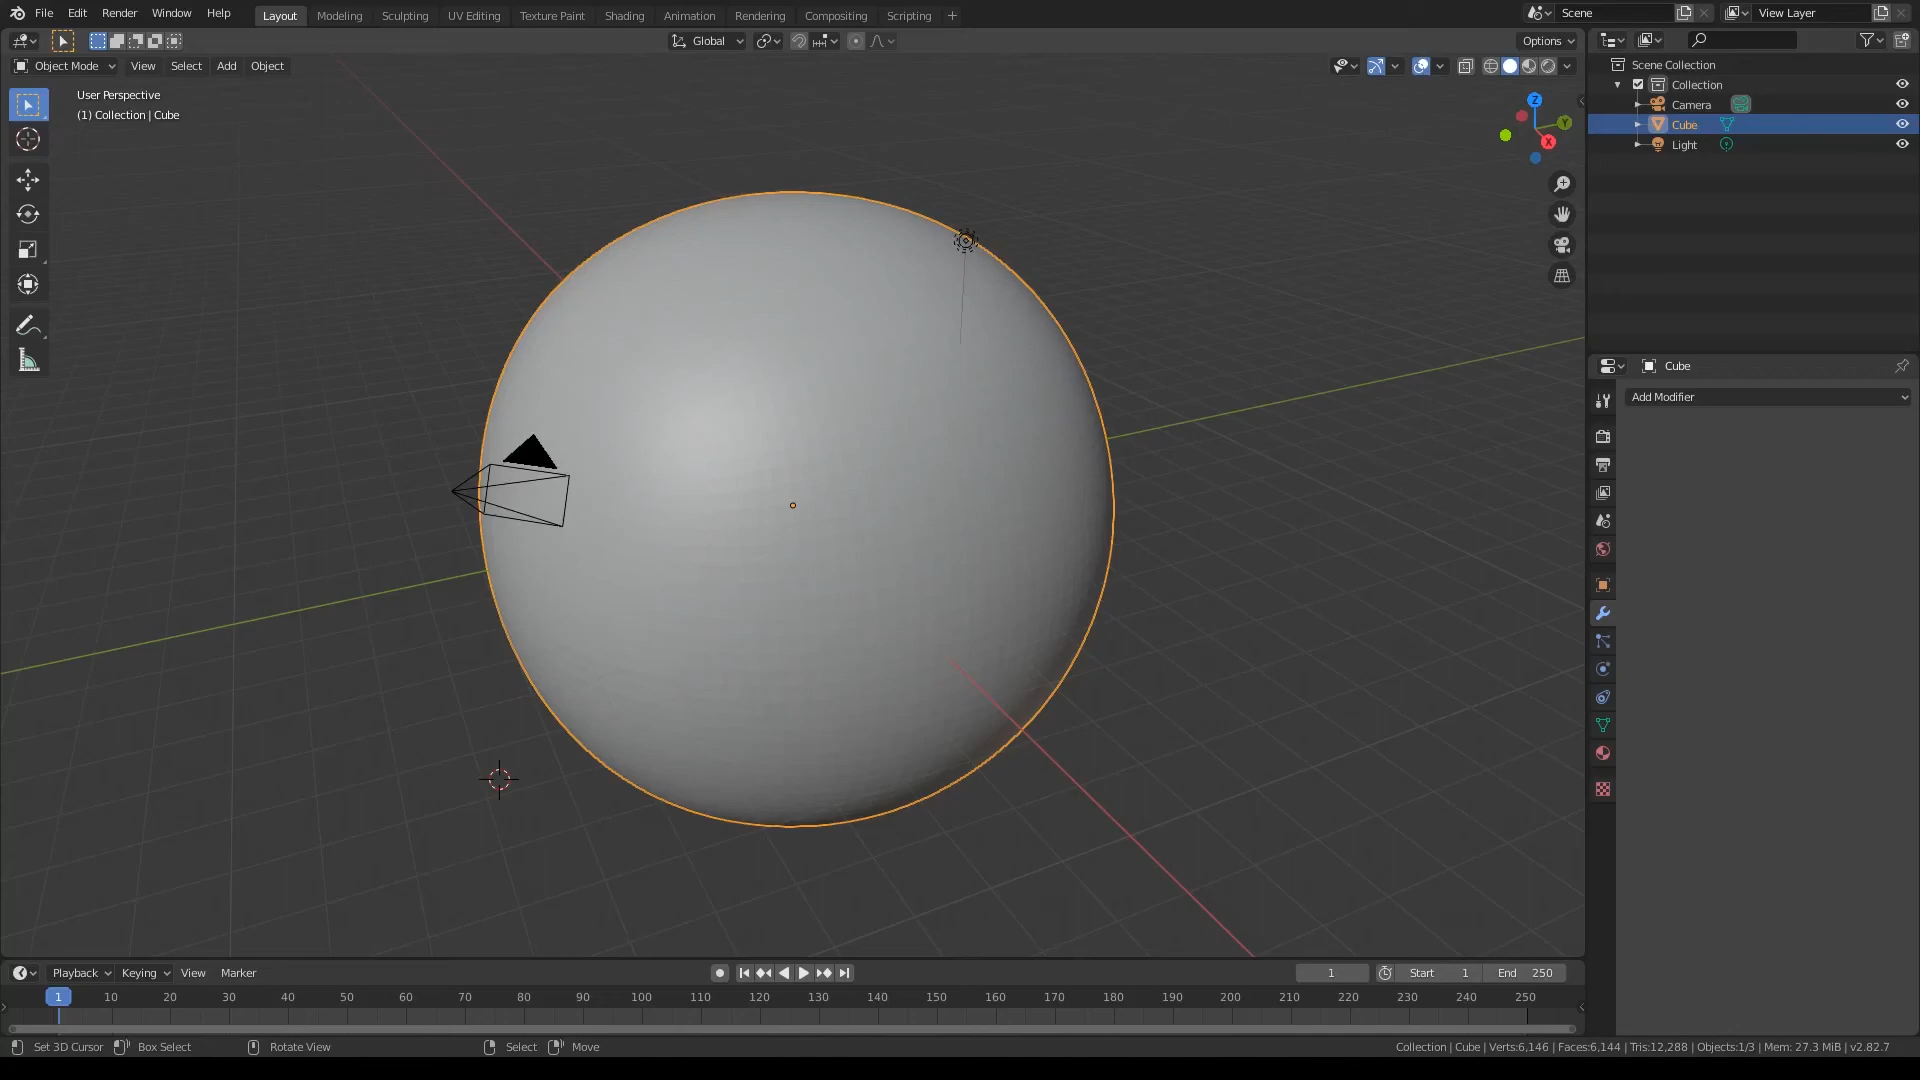 File Edit Render Window Help Layout Modeling Sculpting UV Editing Texture Paint Shading Animation Rendering Compositing Scripting + Scene View Layer
Global Options
Object Mode View Select Add Object
User Perspective
(1) Collection | Cube
Z
Y
X
Scene Collection
Collection
Camera
Cube
Light
Cube
Add Modifier
Playback Keying View Marker 1 Start 1 End 250
1 10 20 30 40 50 60 70 80 90 100 110 120 130 140 150 160 170 180 190 200 210 220 230 240 250
Set 3D Cursor Box Select Rotate View Select Move Collection | Cube | Verts:6,146 | Faces:6,144 | Tris:12,288 | Objects:1/3 | Mem: 27.3 MiB | v2.82.7